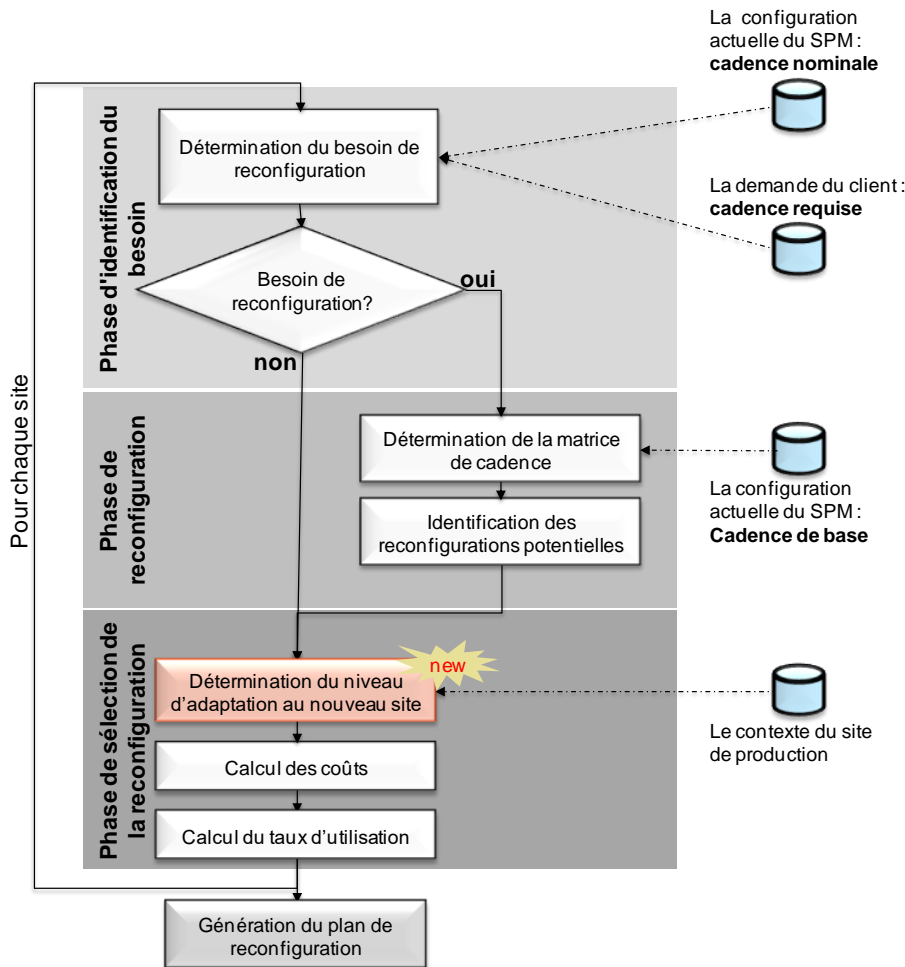 La configuration
actuelle du SPM :
cadence nominale
Phase d'identification du
besoin
Détermination du besoin de
reconfiguration
La demande du client :
cadence requise
Besoin de
reconfiguration?
oui
non
Pour chaque site
Phase de
reconfiguration
Détermination de la matrice
de cadence
Identification des
reconfigurations potentielles
La configuration
actuelle du SPM :
Cadence de base
Phase de sélection de
la reconfiguration
new
Détermination du niveau
d'adaptation au nouveau site
Le contexte du site
de production
Calcul des coûts
Calcul du taux d'utilisation
Génération du plan de
reconfiguration